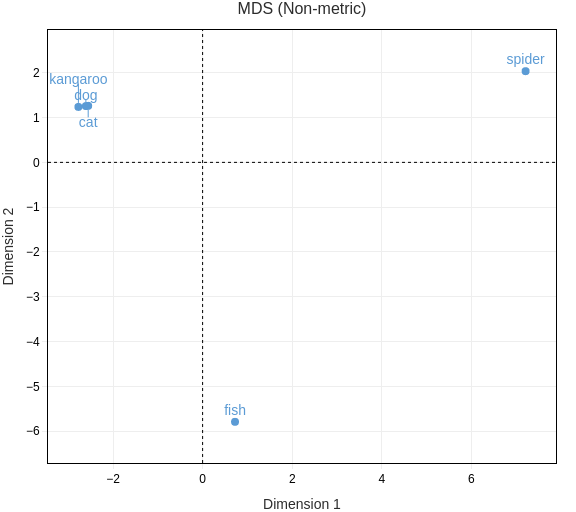 MDS (Non-metric)
spider
kangaroo
dog
cat
fish
2
1
0
−1
−2
−3
−4
−5
−6
−2
0
2
4
6
Dimension 2
Dimension 1